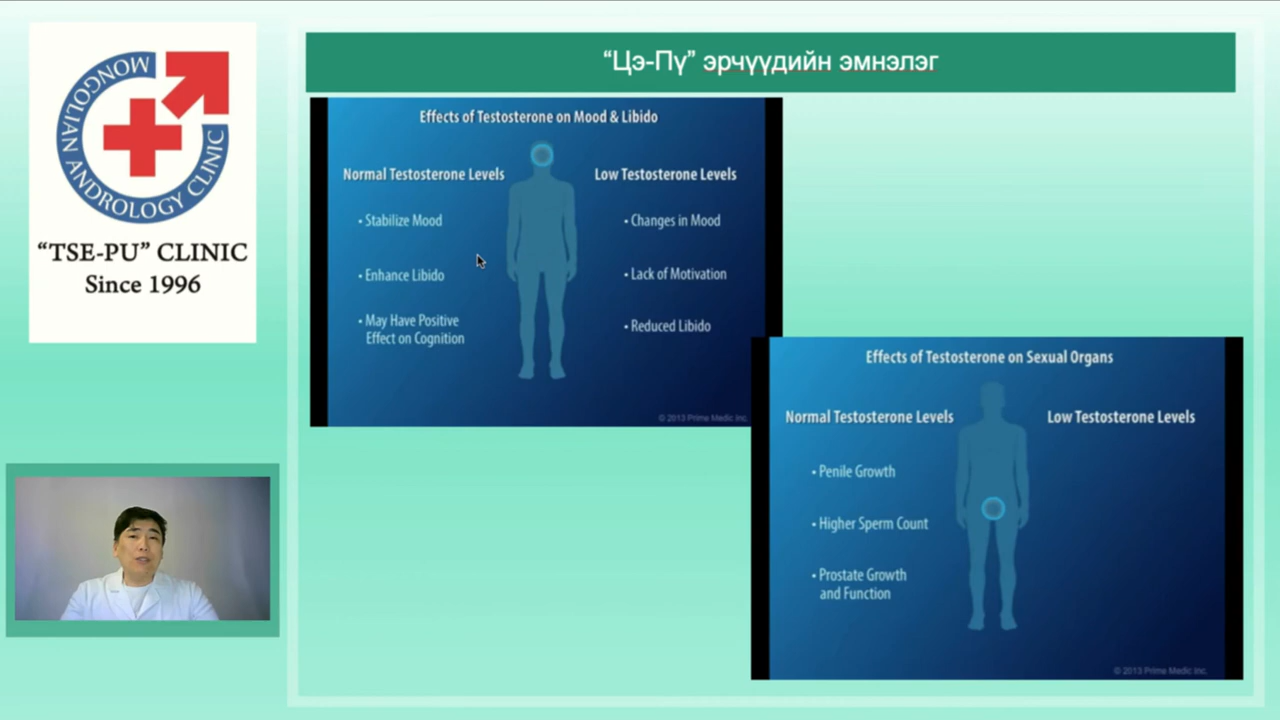 MONGOLIAN ANDROLOGY CLINIC
“TSE-PU” CLINIC
Since 1996
“Цэ-Пү” эрчүүдийн эмнэлэг
Effects of Testosterone on Mood & Libido
Normal Testosterone Levels
• Stabilize Mood
• Enhance Libido
• May Have Positive
Effect on Cognition
Low Testosterone Levels
• Changes in Mood
• Lack of Motivation
• Reduced Libido
© 2013 Prime Medic Inc.
Effects of Testosterone on Sexual Organs
Normal Testosterone Levels
• Penile Growth
• Higher Sperm Count
• Prostate Growth
and Function
Low Testosterone Levels
© 2013 Prime Medic Inc.